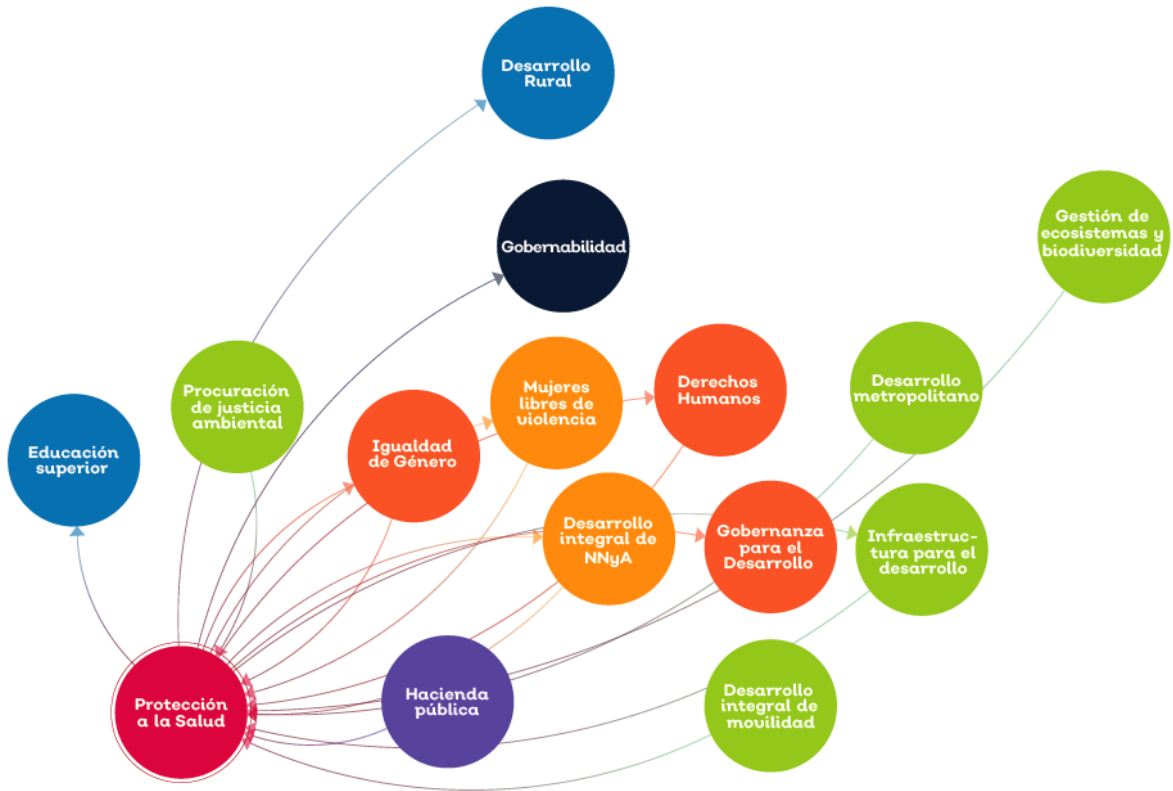 Desarrollo
Rural
Gestión de
ecosistemas y
biodiversidad
Gobernabilidad
Procuración
de justicia
ambiental
Mujeres
libres de
violencia
Derechos
Humanos
Desarrollo
metropolitano
Educación
superior
Igualdad
de Género
Desarrollo
integral de
NNyA
Gobernanza
para el
Desarrollo
Infraestruc-
tura para el
desarrollo
Protección
a la Salud
Hacienda
pública
Desarrollo
integral de
movilidad